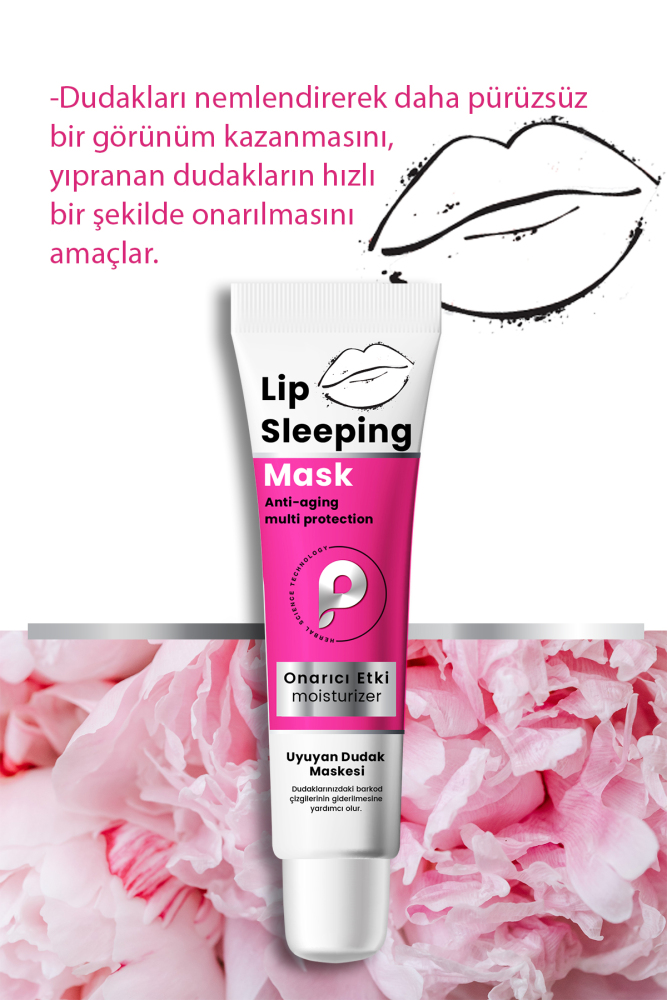 -Dudakları nemlendirerek daha pürüzsüz
bir görünüm kazanmasını,
yıpranan dudakların hızlı
bir şekilde onarılmasını
amaçlar.
Lip
Sleeping
Mask
Anti-aging
multi protection
HERBAL SCIENCE TECHNOLOGY
Onarıcı Etki
moisturizer
Uyuyan Dudak
Maskesi
Dudaklarınızdaki barkod
çizgilerinin giderilmesine
yardımcı olur.